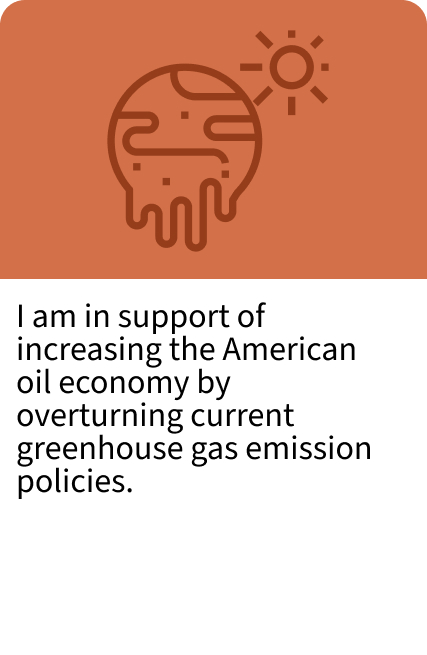 I am in support of
increasing the American
oil economy by
overturning current
greenhouse gas emission
policies.